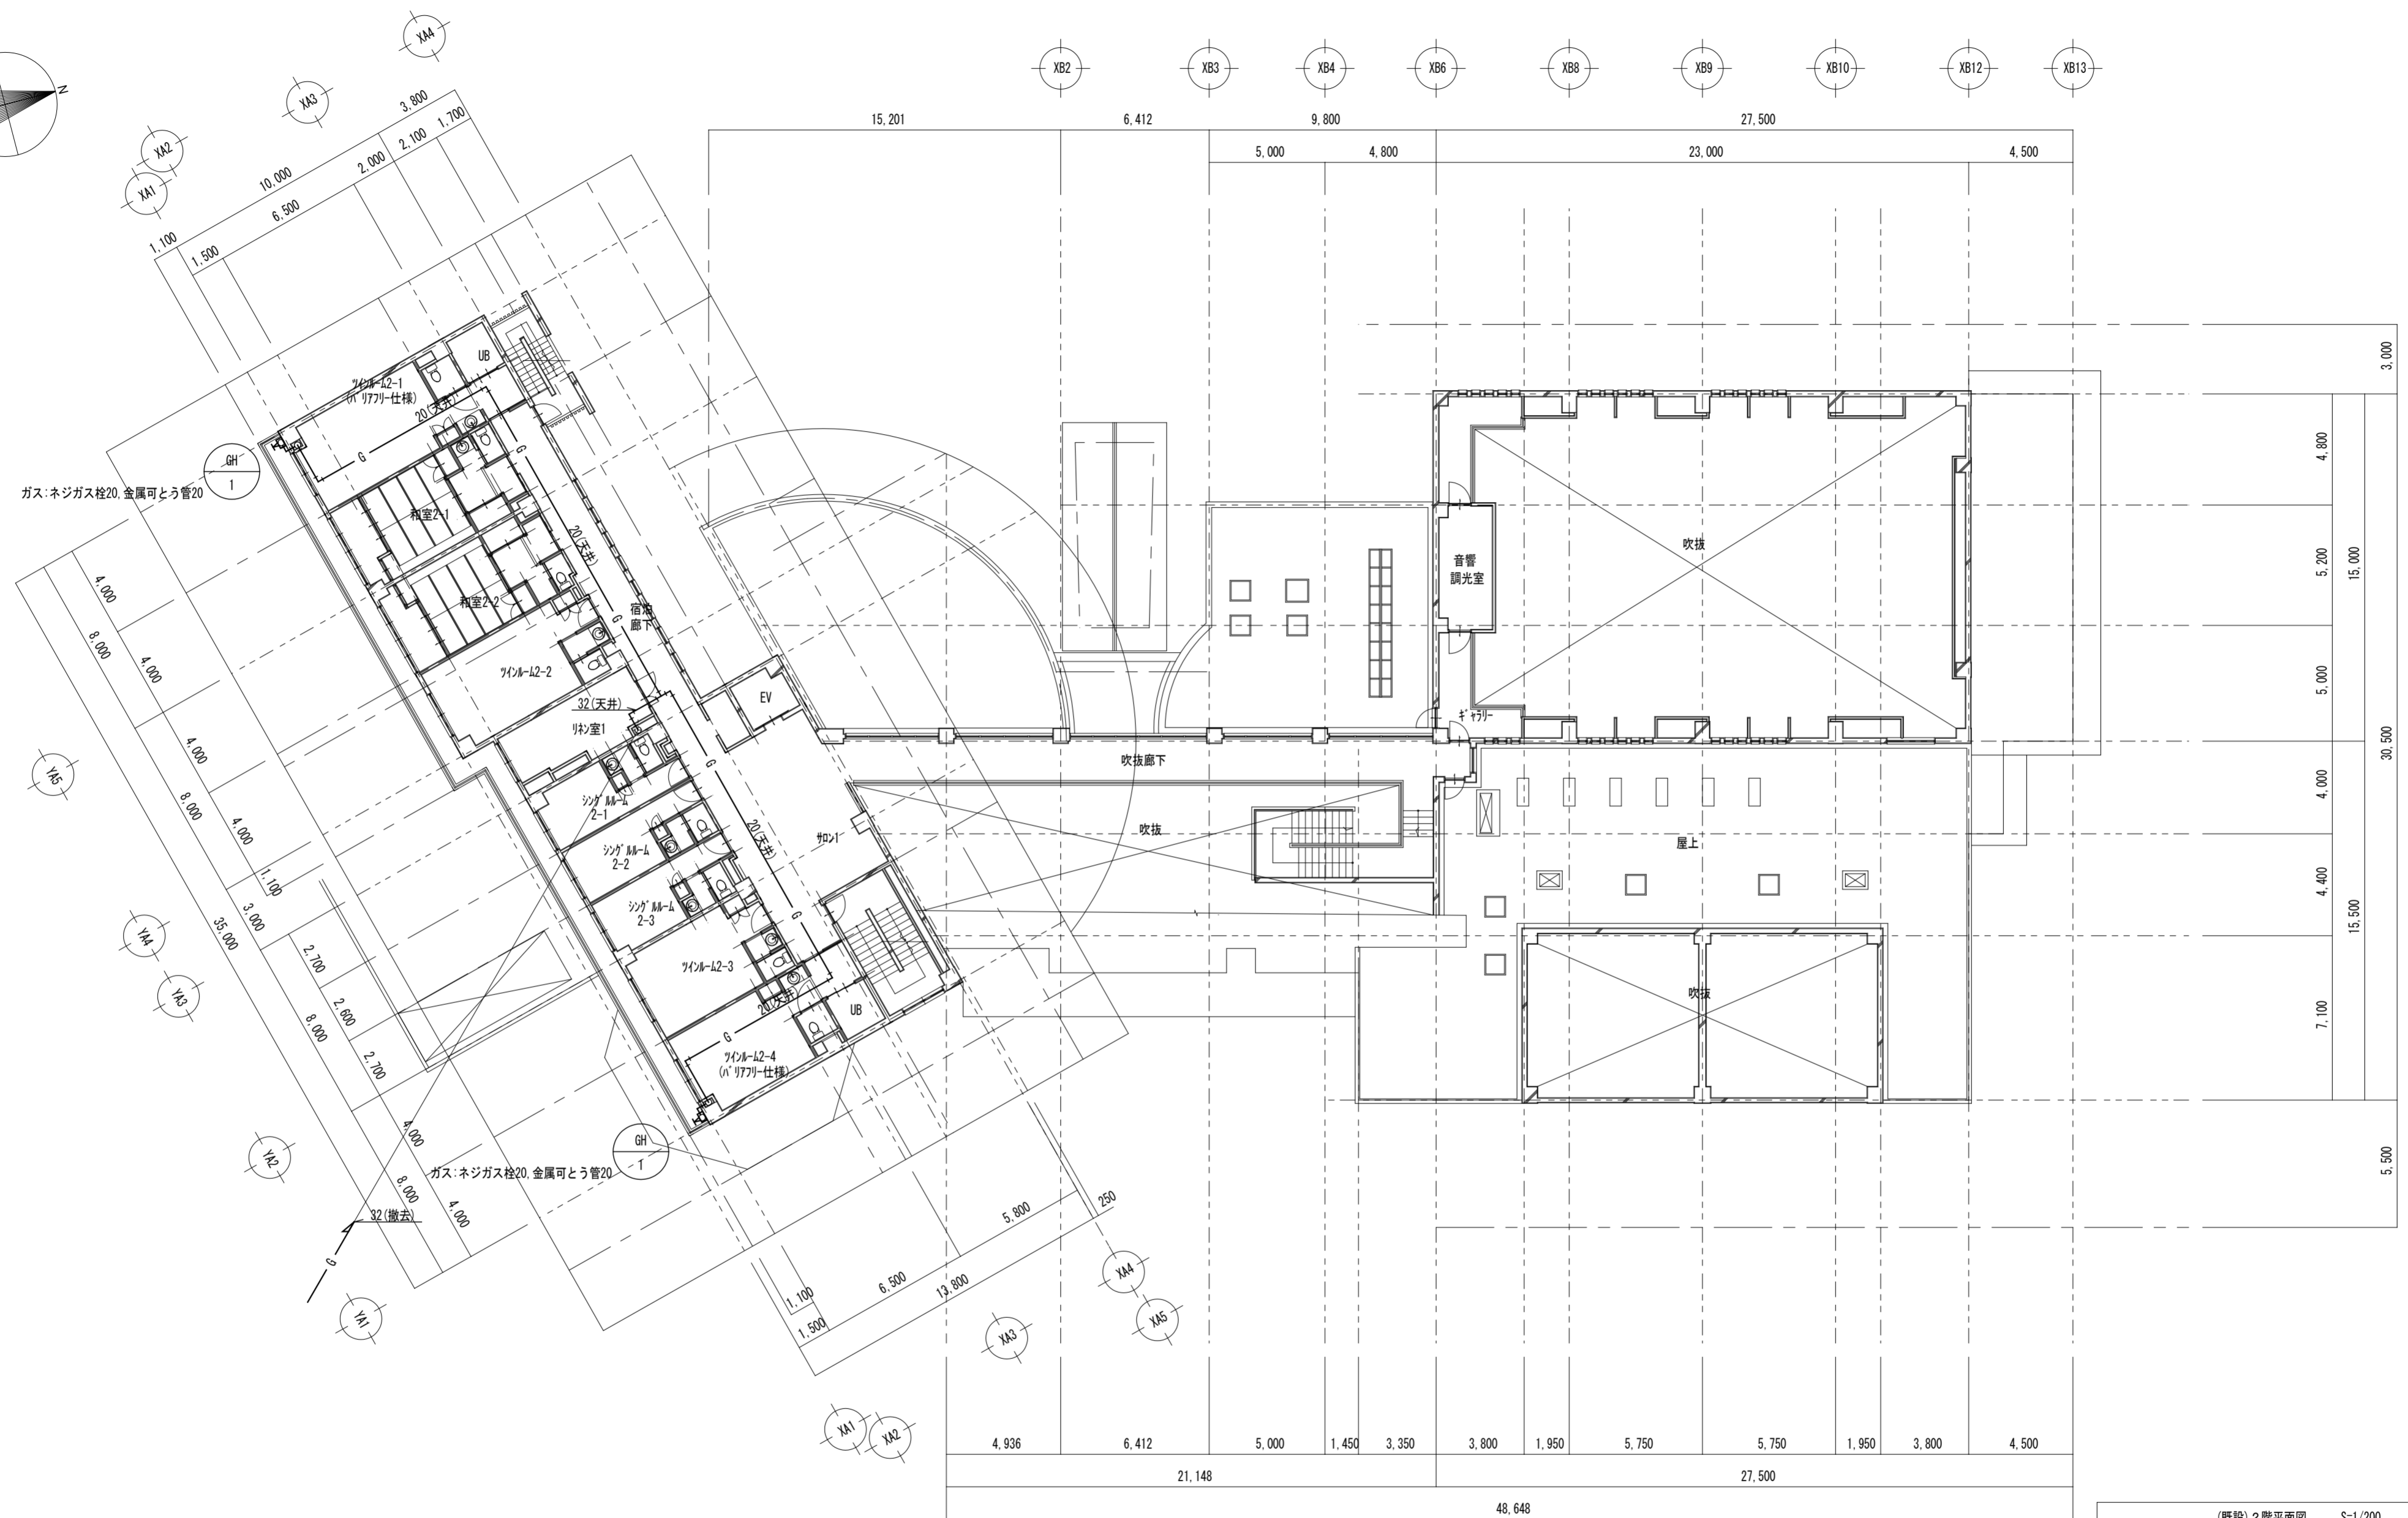 N
XA4
XA3
XA2
XA1
XB2
XB3
XB4
XB6
XB8
XB9
XB10
XB12
XB13
3,800
1,700
2,100
2,000
10,000
6,500
1,100
1,500
15,201
6,412
9,800
27,500
5,000
4,800
23,000
4,500
3,000
4,800
5,200
15,000
5,000
30,500
4,000
4,400
15,500
7,100
5,500
UB
ツインルーム2-1
(バリアフリー仕様)
20(天井)
G
G
GH
1
ガス:ネジガス栓20,金属可とう管20
和室2-1
20(天井)
和室2-2
G
宿泊
廊下
ツインルーム2-2
32(天井)
リネン室1
EV
G
シングルルーム
2-1
シングルルーム
2-2
20(天井)
サロン1
シングルルーム
2-3
G
ツインルーム2-3
20(天井)
G
UB
ツインルーム2-4
(バリアフリー仕様)
GH
1
ガス:ネジガス栓20,金属可とう管20
32(撤去)
G
音響
調光室
吹抜
ギャラリー
吹抜廊下
吹抜
屋上
吹抜
4,000
8,000
4,000
4,000
8,000
4,000
1,100
3,000
35,000
2,700
2,600
8,000
2,700
4,000
8,000
4,000
YA5
YA4
YA3
YA2
YA1
250
5,800
6,500
13,800
1,100
1,500
XA4
XA5
XA3
XA1
XA2
4,936
6,412
5,000
1,450
3,350
3,800
1,950
5,750
5,750
1,950
3,800
4,500
21,148
27,500
48,648
(既設)2階平面図 S=1/200